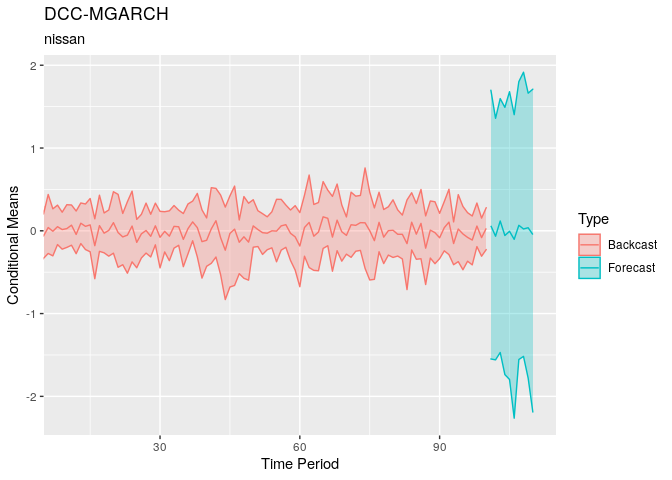 DCC-MGARCH
nissan
Conditional Means
2
1
0
-1
-2
30
60
90
Time Period
Type
Backcast
Forecast